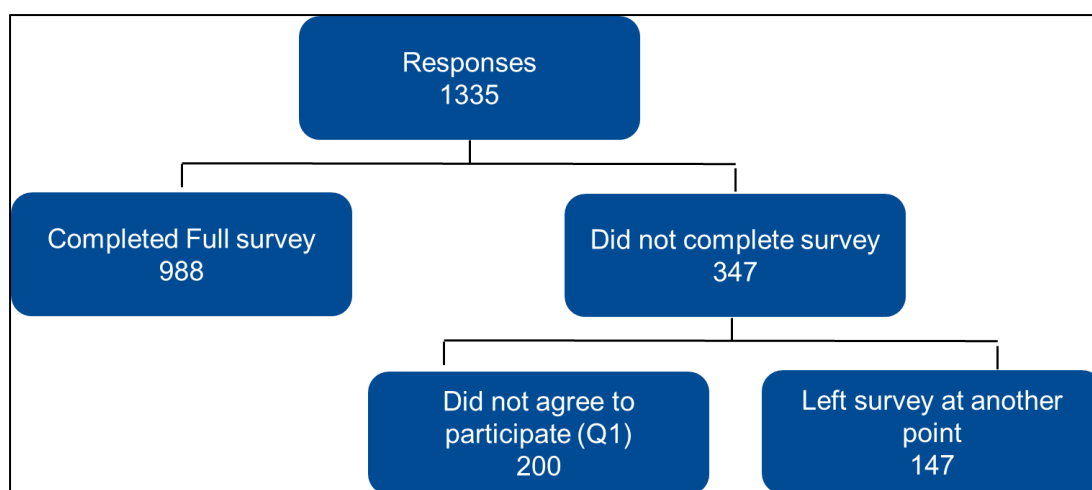 Responses
1335
Completed Full survey
988
Did not complete survey
347
Did not agree to
participate (Q1)
200
Left survey at another
point
147